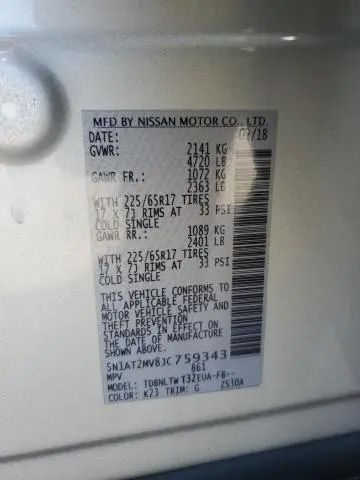 MFD BY NISSAN MOTOR CO., LTD.
DATE: 02/18
GVWR: 2141 KG
4720 LB
GAWR FR.: 1072 KG
2363 LB
WITH 225/65R17 TIRES
17 X 7J RIMS AT 33 PSI
COLD SINGLE
GAWR RR.: 1089 KG
2401 LB
WITH 225/65R17 TIRES
17 X 7J RIMS AT 33 PSI
COLD SINGLE
THIS VEHICLE CONFORMS TO
ALL APPLICABLE FEDERAL
MOTOR VEHICLE SAFETY
AND THEFT PREVENTION
STANDARDS IN EFFECT ON
THE DATE OF MANUFACTURE
SHOWN ABOVE.
5N1AT2MV8JC759343
861
MPV
MODEL: TDBNLTW T32EUA-FB--
COLOR: K23 TRIM: G ZS30A